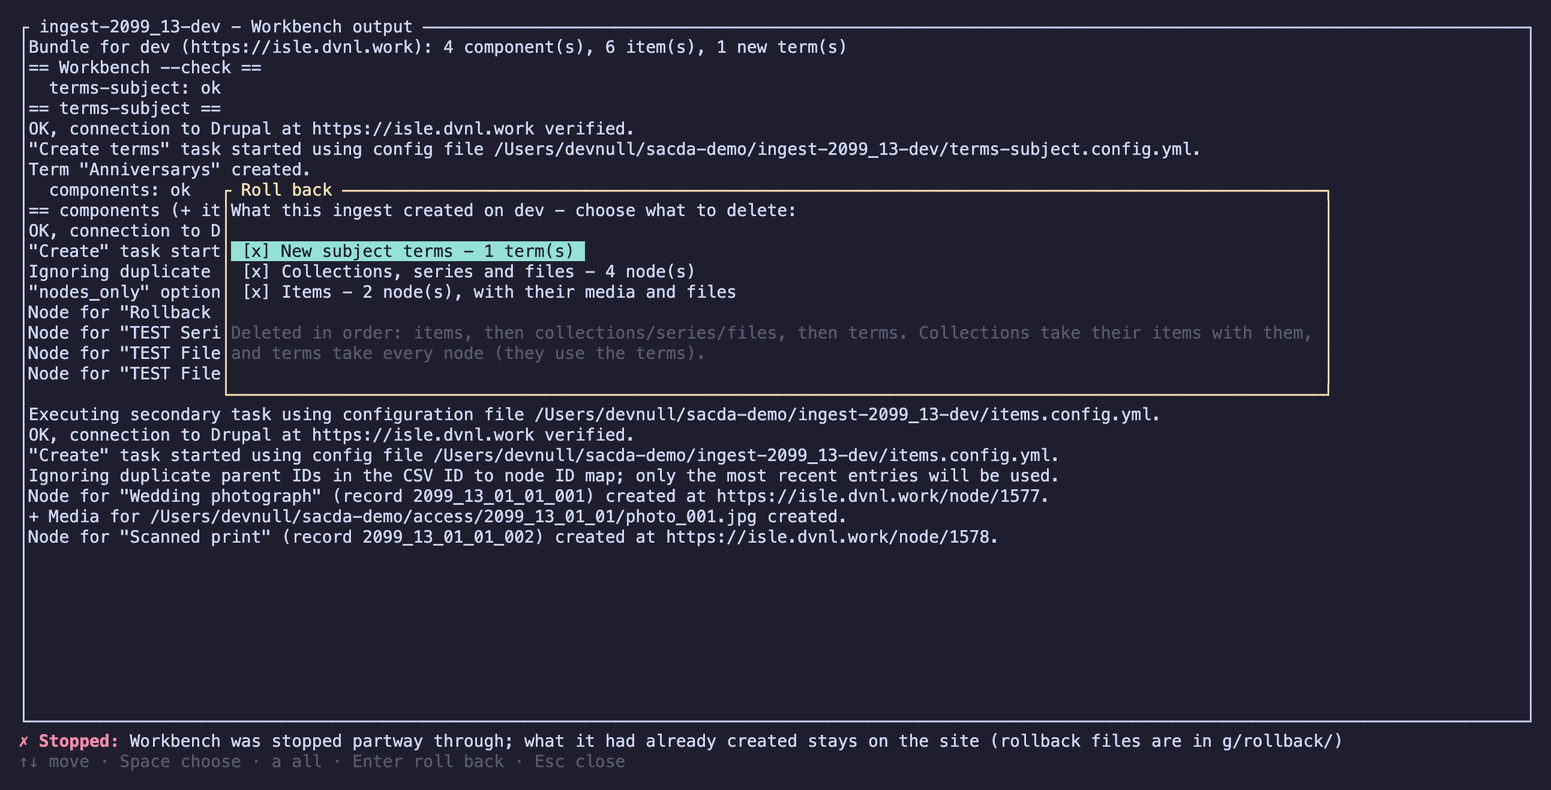 ingest-2099_13-dev — Workbench output
Bundle for dev (https://isle.dvnl.work): 4 component(s), 6 item(s), 1 new term(s)
== Workbench --check ==
terms-subject: ok
== terms-subject ==
OK, connection to Drupal at https://isle.dvnl.work verified.
"Create terms" task started using config file /Users/devnull/sacda-demo/ingest-2099_13-dev/terms-subject.config.yml.
Term "Anniversarys" created.
components: ok
Roll back
== components (+ it
What this ingest created on dev — choose what to delete:
OK, connection to D
"Create" task start
[x] New subject terms — 1 term(s)
Ignoring duplicate
[x] Collections, series and files — 4 node(s)
"nodes_only" option
[x] Items — 2 node(s), with their media and files
Node for "Rollback
Node for "TEST Seri
Deleted in order: items, then collections/series/files, then terms. Collections take their items with them,
Node for "TEST File
and terms take every node (they use the terms).
Node for "TEST File
Executing secondary task using configuration file /Users/devnull/sacda-demo/ingest-2099_13-dev/items.config.yml.
OK, connection to Drupal at https://isle.dvnl.work verified.
"Create" task started using config file /Users/devnull/sacda-demo/ingest-2099_13-dev/items.config.yml.
Ignoring duplicate parent IDs in the CSV ID to node ID map; only the most recent entries will be used.
Node for "Wedding photograph" (record 2099_13_01_01_001) created at https://isle.dvnl.work/node/1577.
+ Media for /Users/devnull/sacda-demo/access/2099_13_01_01/photo_001.jpg created.
Node for "Scanned print" (record 2099_13_01_01_002) created at https://isle.dvnl.work/node/1578.
✗ Stopped: Workbench was stopped partway through; what it had already created stays on the site (rollback files are in g/rollback/)
↑↓ move · Space choose · a all · Enter roll back · Esc close